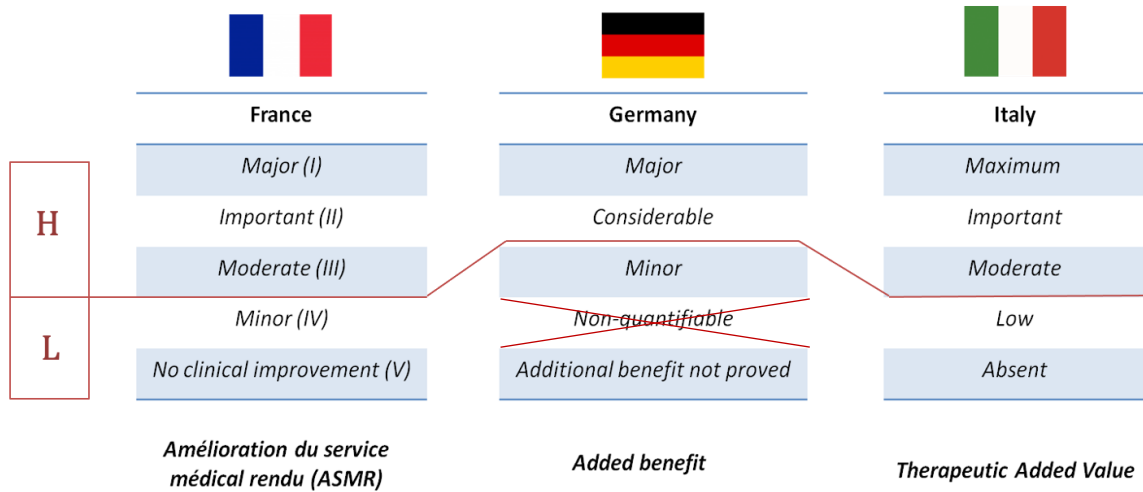 France
Germany
Italy
H
Major (I)
Major
Maximum
Important (II)
Considerable
Important
Moderate (III)
Minor
Moderate
L
Minor (IV)
Non-quantifiable
Low
No clinical improvement (V)
Additional benefit not proved
Absent
Amélioration du service
médical rendu (ASMR)
Added benefit
Therapeutic Added Value